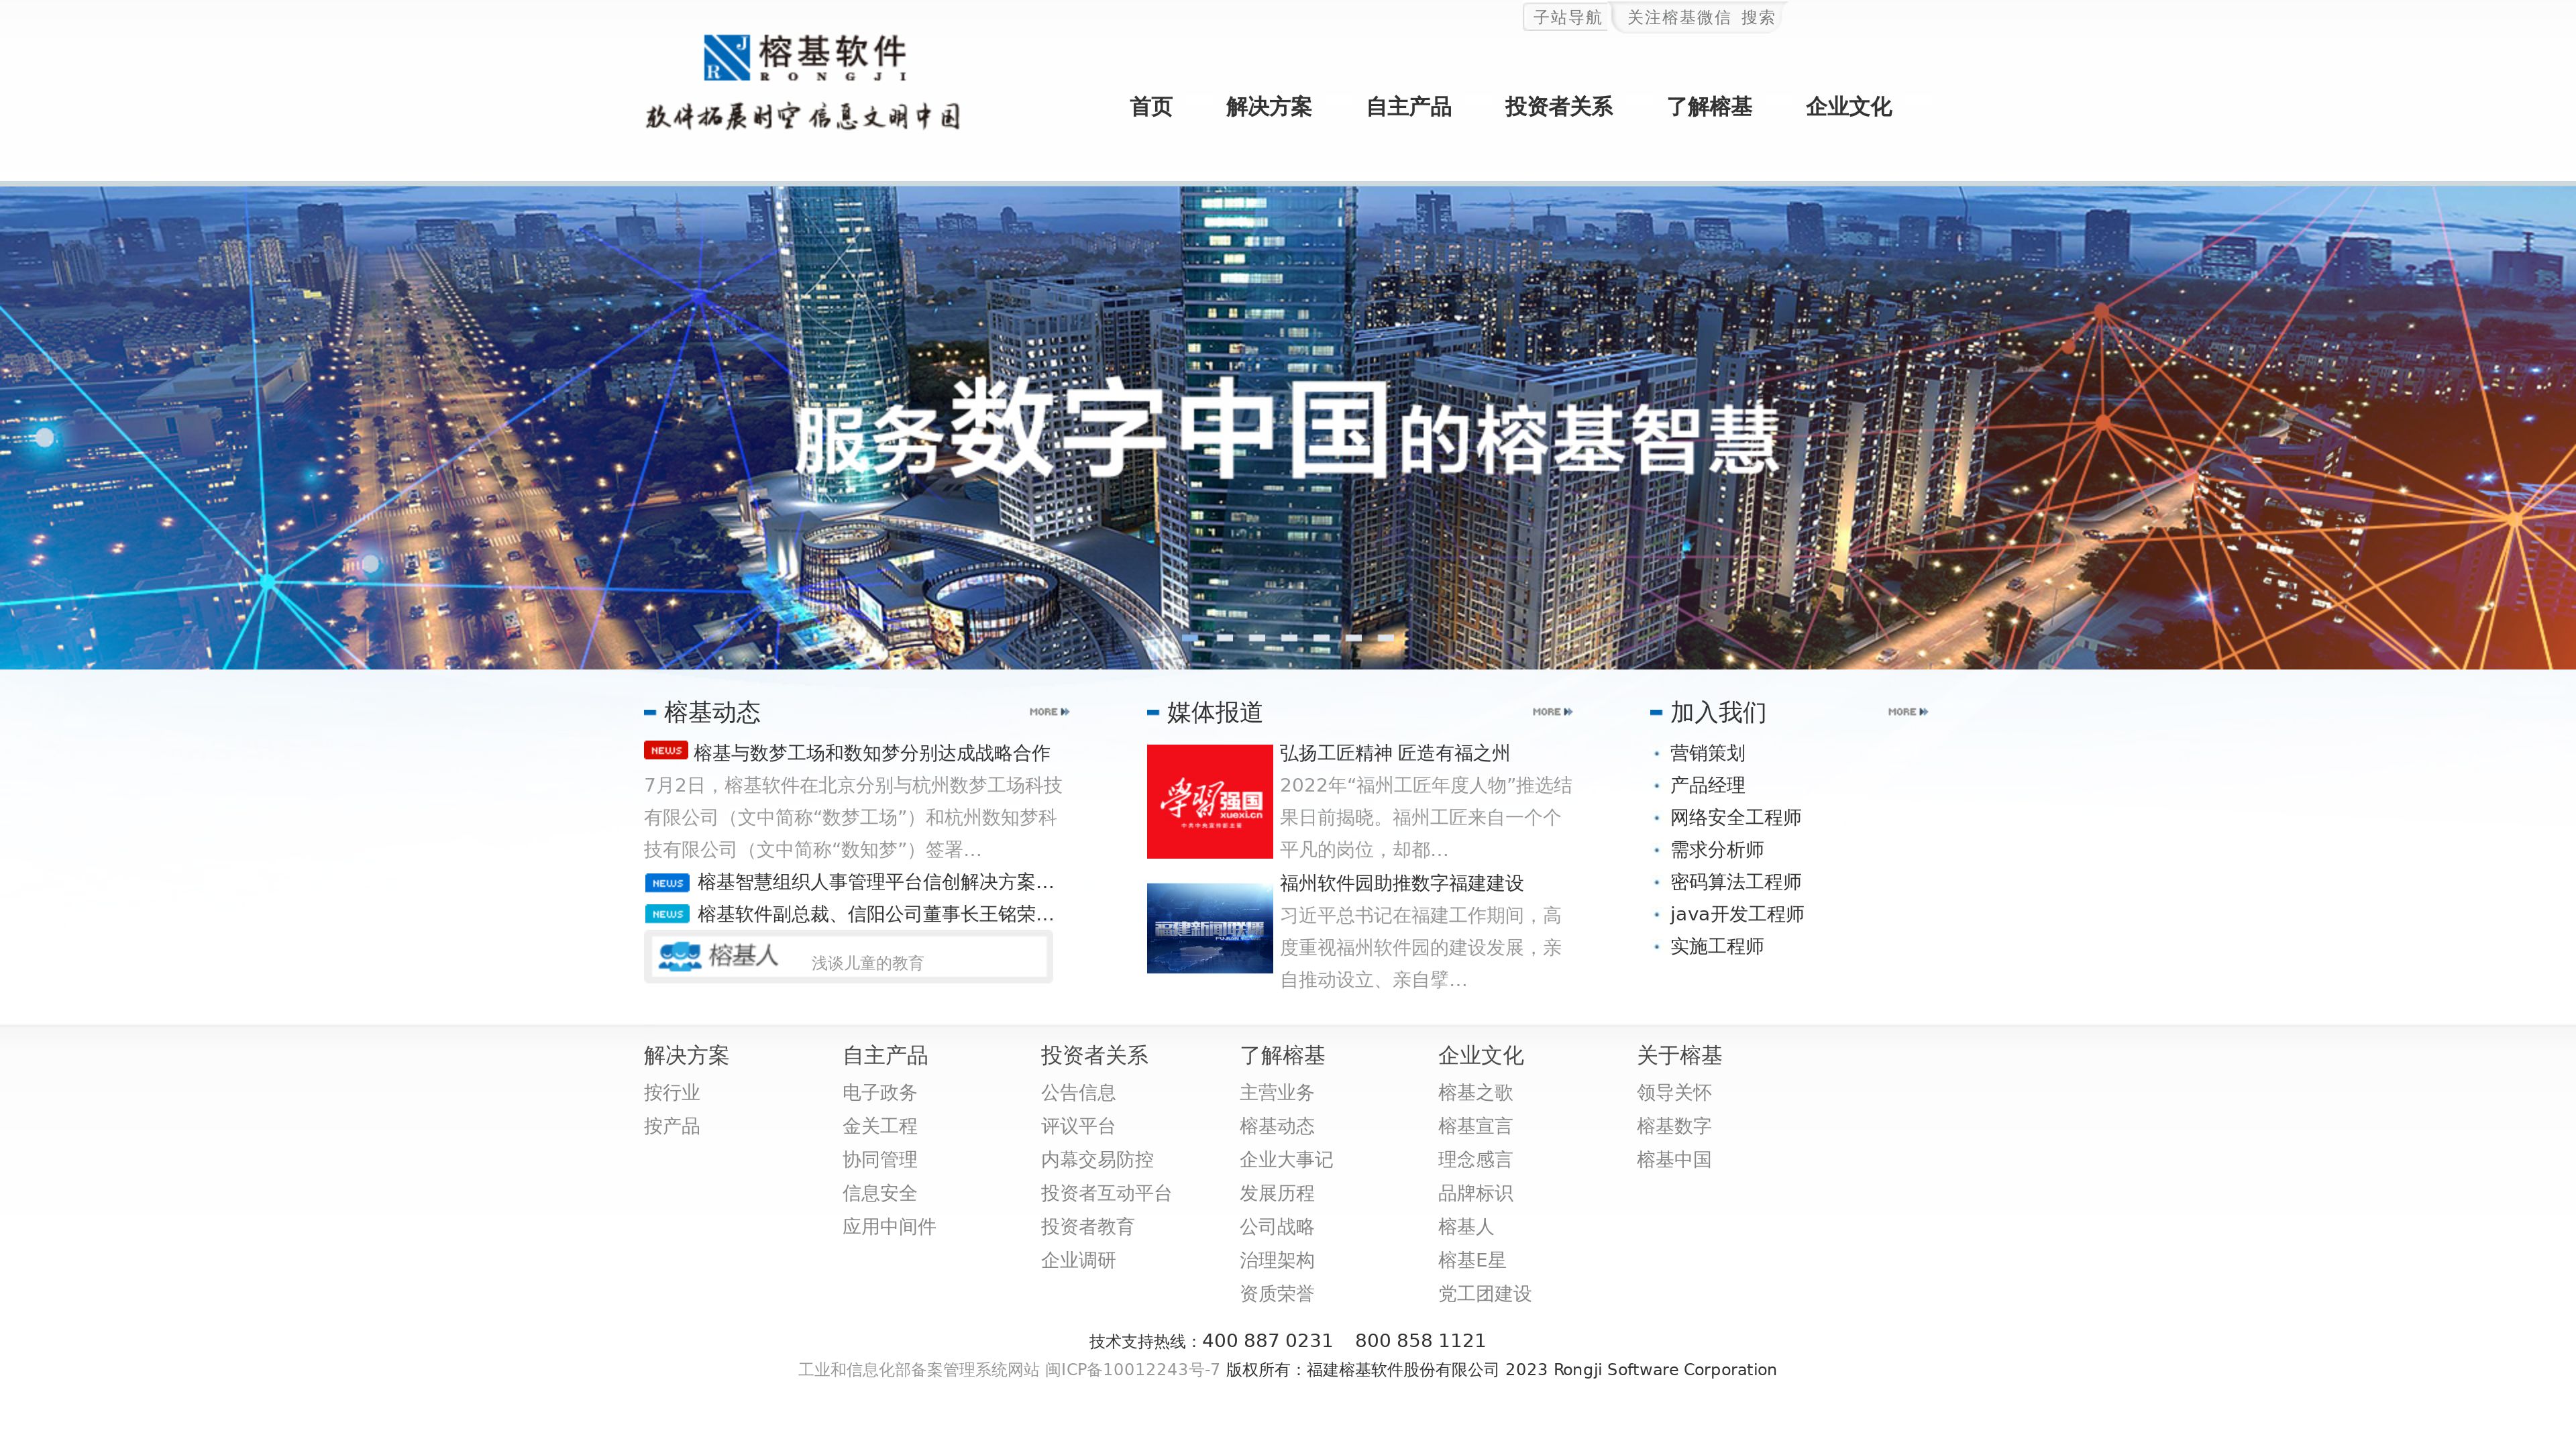 子站导航 关注榕基微信 搜索
榕基软件
RONGJI
软件拓展时空 信息文明中国
首页 解决方案 自主产品 投资者关系 了解榕基 企业文化
服务数字中国的榕基智慧
榕基动态 MORE
NEWS 榕基与数梦工场和数知梦分别达成战略合作
7月2日，榕基软件在北京分别与杭州数梦工场科技
有限公司（文中简称“数梦工场”）和杭州数知梦科
技有限公司（文中简称“数知梦”）签署…
NEWS 榕基智慧组织人事管理平台信创解决方案…
NEWS 榕基软件副总裁、信阳公司董事长王铭荣…
榕基人 浅谈儿童的教育
媒体报道 MORE
学习强国
xuexi.cn
弘扬工匠精神 匠造有福之州
2022年“福州工匠年度人物”推选结
果日前揭晓。福州工匠来自一个个
平凡的岗位，却都…
福建新闻联播
福州软件园助推数字福建建设
习近平总书记在福建工作期间，高
度重视福州软件园的建设发展，亲
自推动设立、亲自擘…
加入我们 MORE
营销策划
产品经理
网络安全工程师
需求分析师
密码算法工程师
java开发工程师
实施工程师
解决方案
按行业
按产品
自主产品
电子政务
金关工程
协同管理
信息安全
应用中间件
投资者关系
公告信息
评议平台
内幕交易防控
投资者互动平台
投资者教育
企业调研
了解榕基
主营业务
榕基动态
企业大事记
发展历程
公司战略
治理架构
资质荣誉
企业文化
榕基之歌
榕基宣言
理念感言
品牌标识
榕基人
榕基E星
党工团建设
关于榕基
领导关怀
榕基数字
榕基中国
技术支持热线：400 887 0231 800 858 1121
工业和信息化部备案管理系统网站 闽ICP备10012243号-7 版权所有：福建榕基软件股份有限公司 2023 Rongji Software Corporation